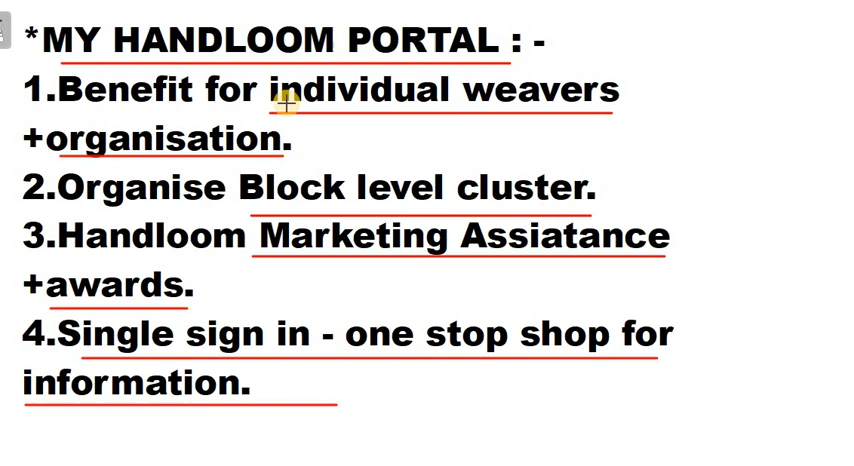 *MY HANDLOOM PORTAL : -
1.Benefit for individual weavers
+organisation.
2.Organise Block level cluster.
3.Handloom Marketing Assiatance
+awards.
4.Single sign in - one stop shop for
information.